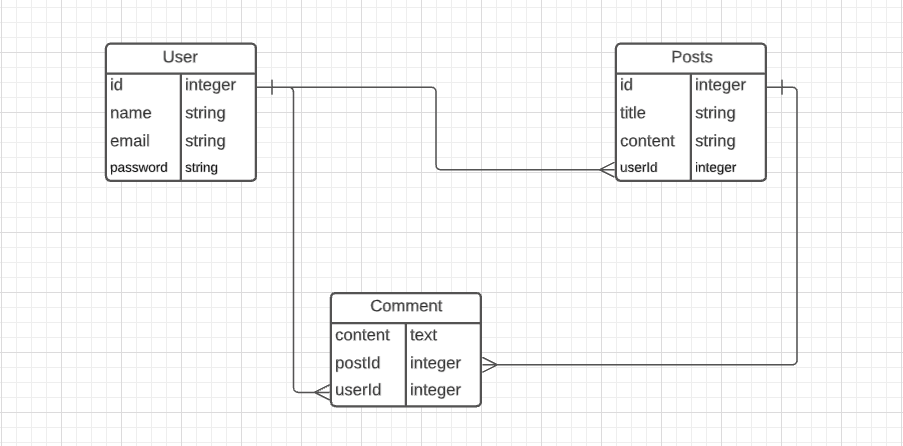 User
id integer
name string
email string
password string
Posts
id integer
title string
content string
userId integer
Comment
content text
postId integer
userId integer